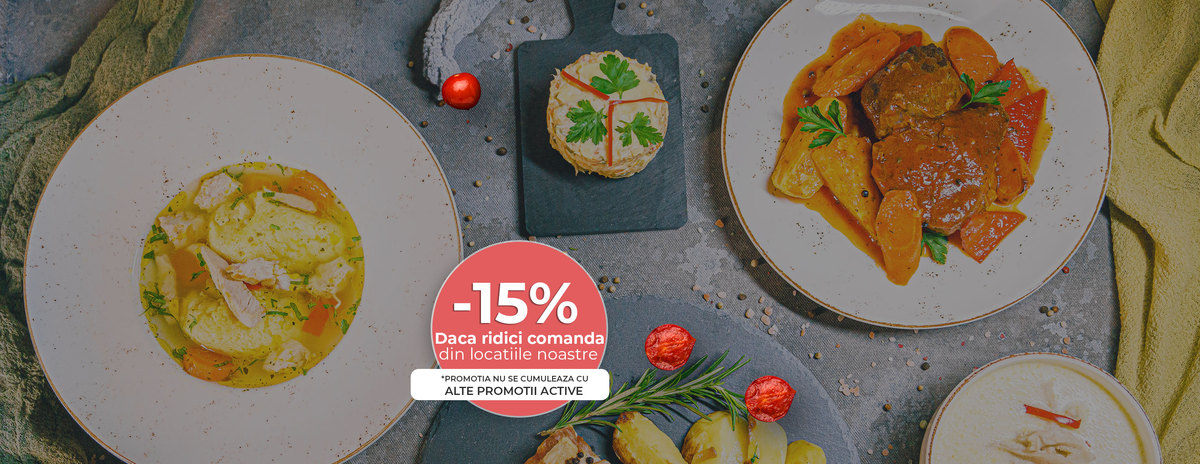 -15%
Daca ridici comanda
din locatiile noastre
*PROMOTIA NU SE CUMULEAZA CU
ALTE PROMOTII ACTIVE